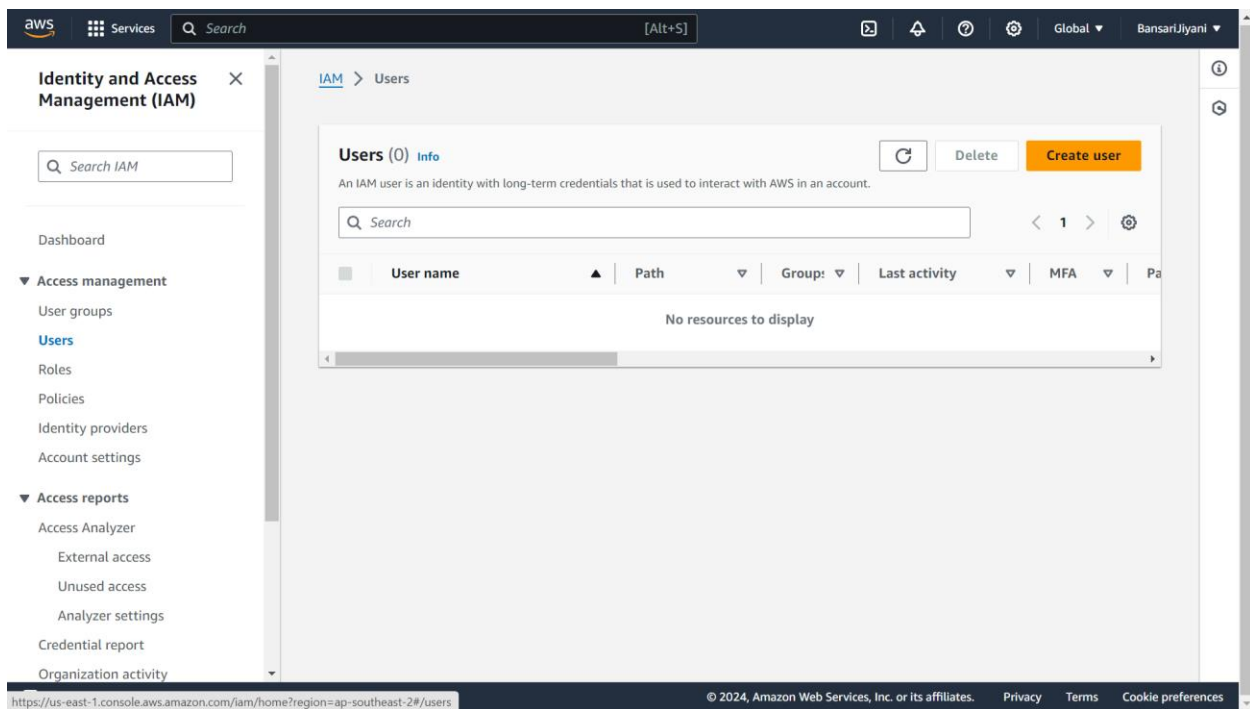 aws Services Search [Alt+S] Global BansariJiyani
Identity and Access
Management (IAM)
Search IAM
Dashboard
Access management
User groups
Users
Roles
Policies
Identity providers
Account settings
Access reports
Access Analyzer
External access
Unused access
Analyzer settings
Credential report
Organization activity
IAM > Users
Users (0) Info
Delete
Create user
An IAM user is an identity with long-term credentials that is used to interact with AWS in an account.
Search
1
User name Path Groups Last activity MFA Pa
No resources to display
https://us-east-1.console.aws.amazon.com/iam/home?region=ap-southeast-2#/users
© 2024, Amazon Web Services, Inc. or its affiliates. Privacy Terms Cookie preferences